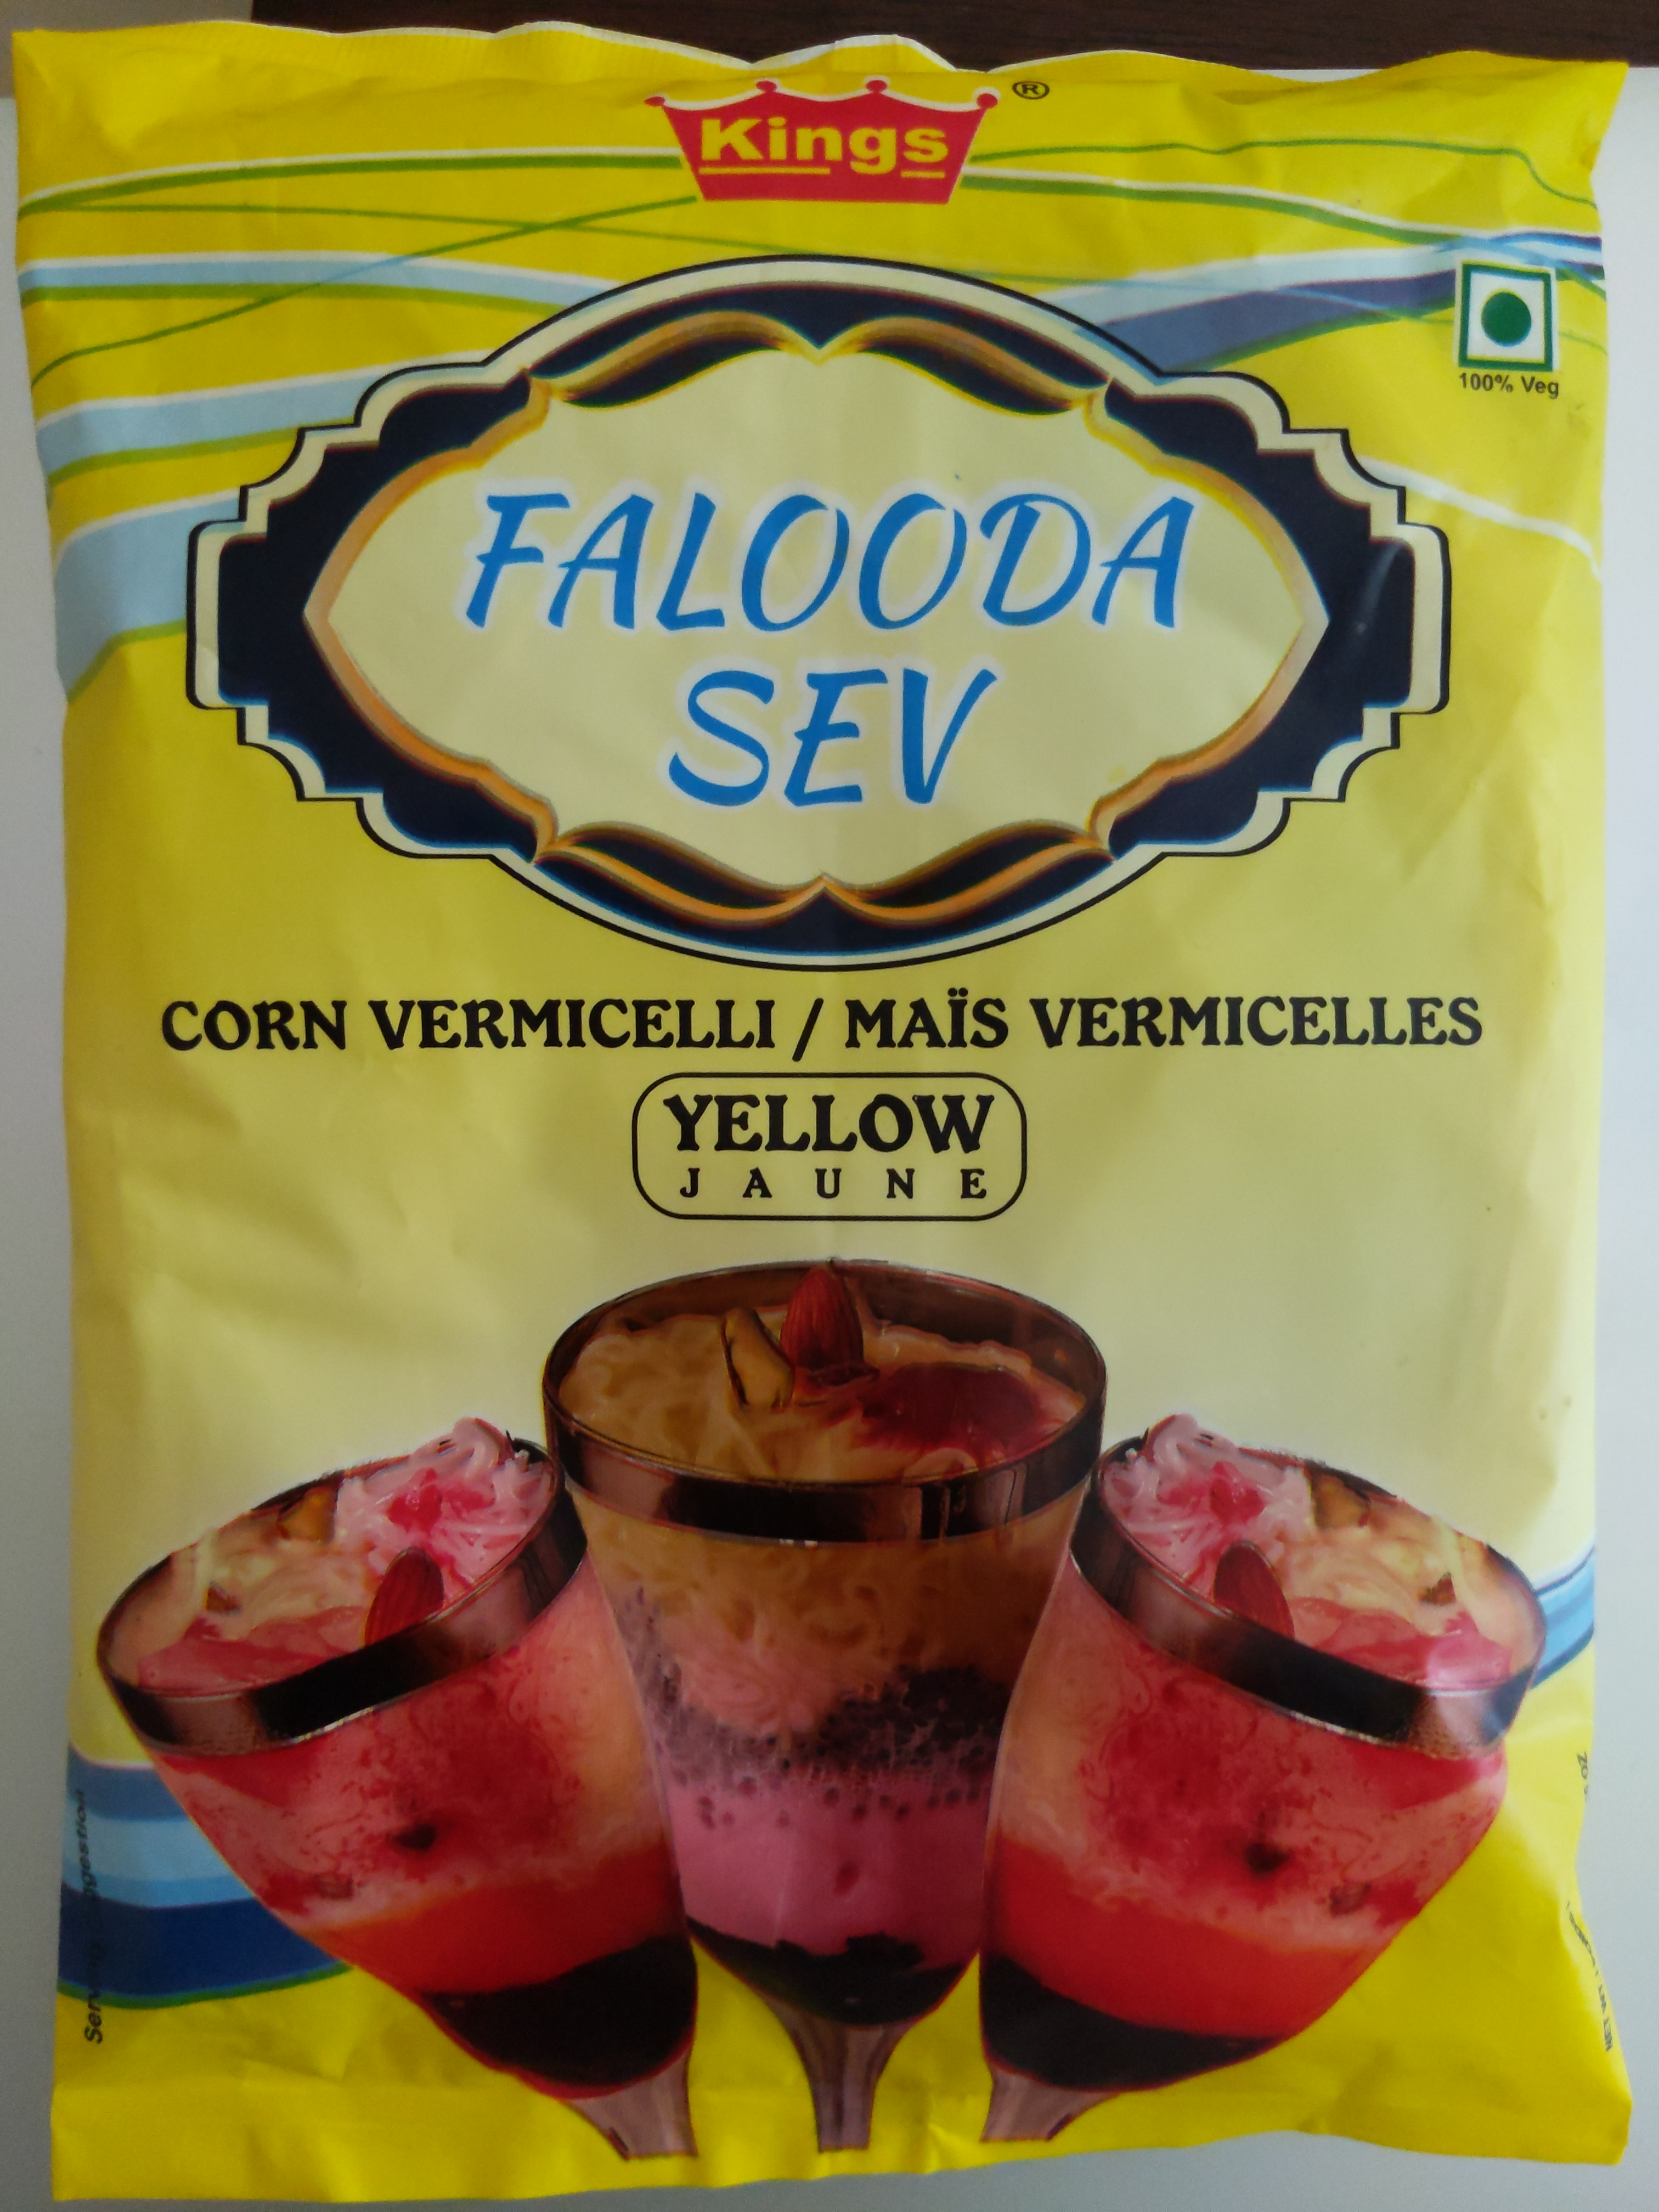 Kings
®
100% Veg
FALOODA
SEV
CORN VERMICELLI / MAÏS VERMICELLES
YELLOW
JAUNE